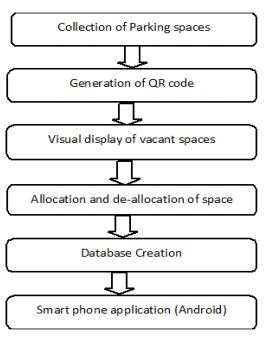 Collection of Parking spaces
Generation of QR code
Visual display of vacant spaces
Allocation and de-allocation of space
Database Creation
Smart phone application (Android)